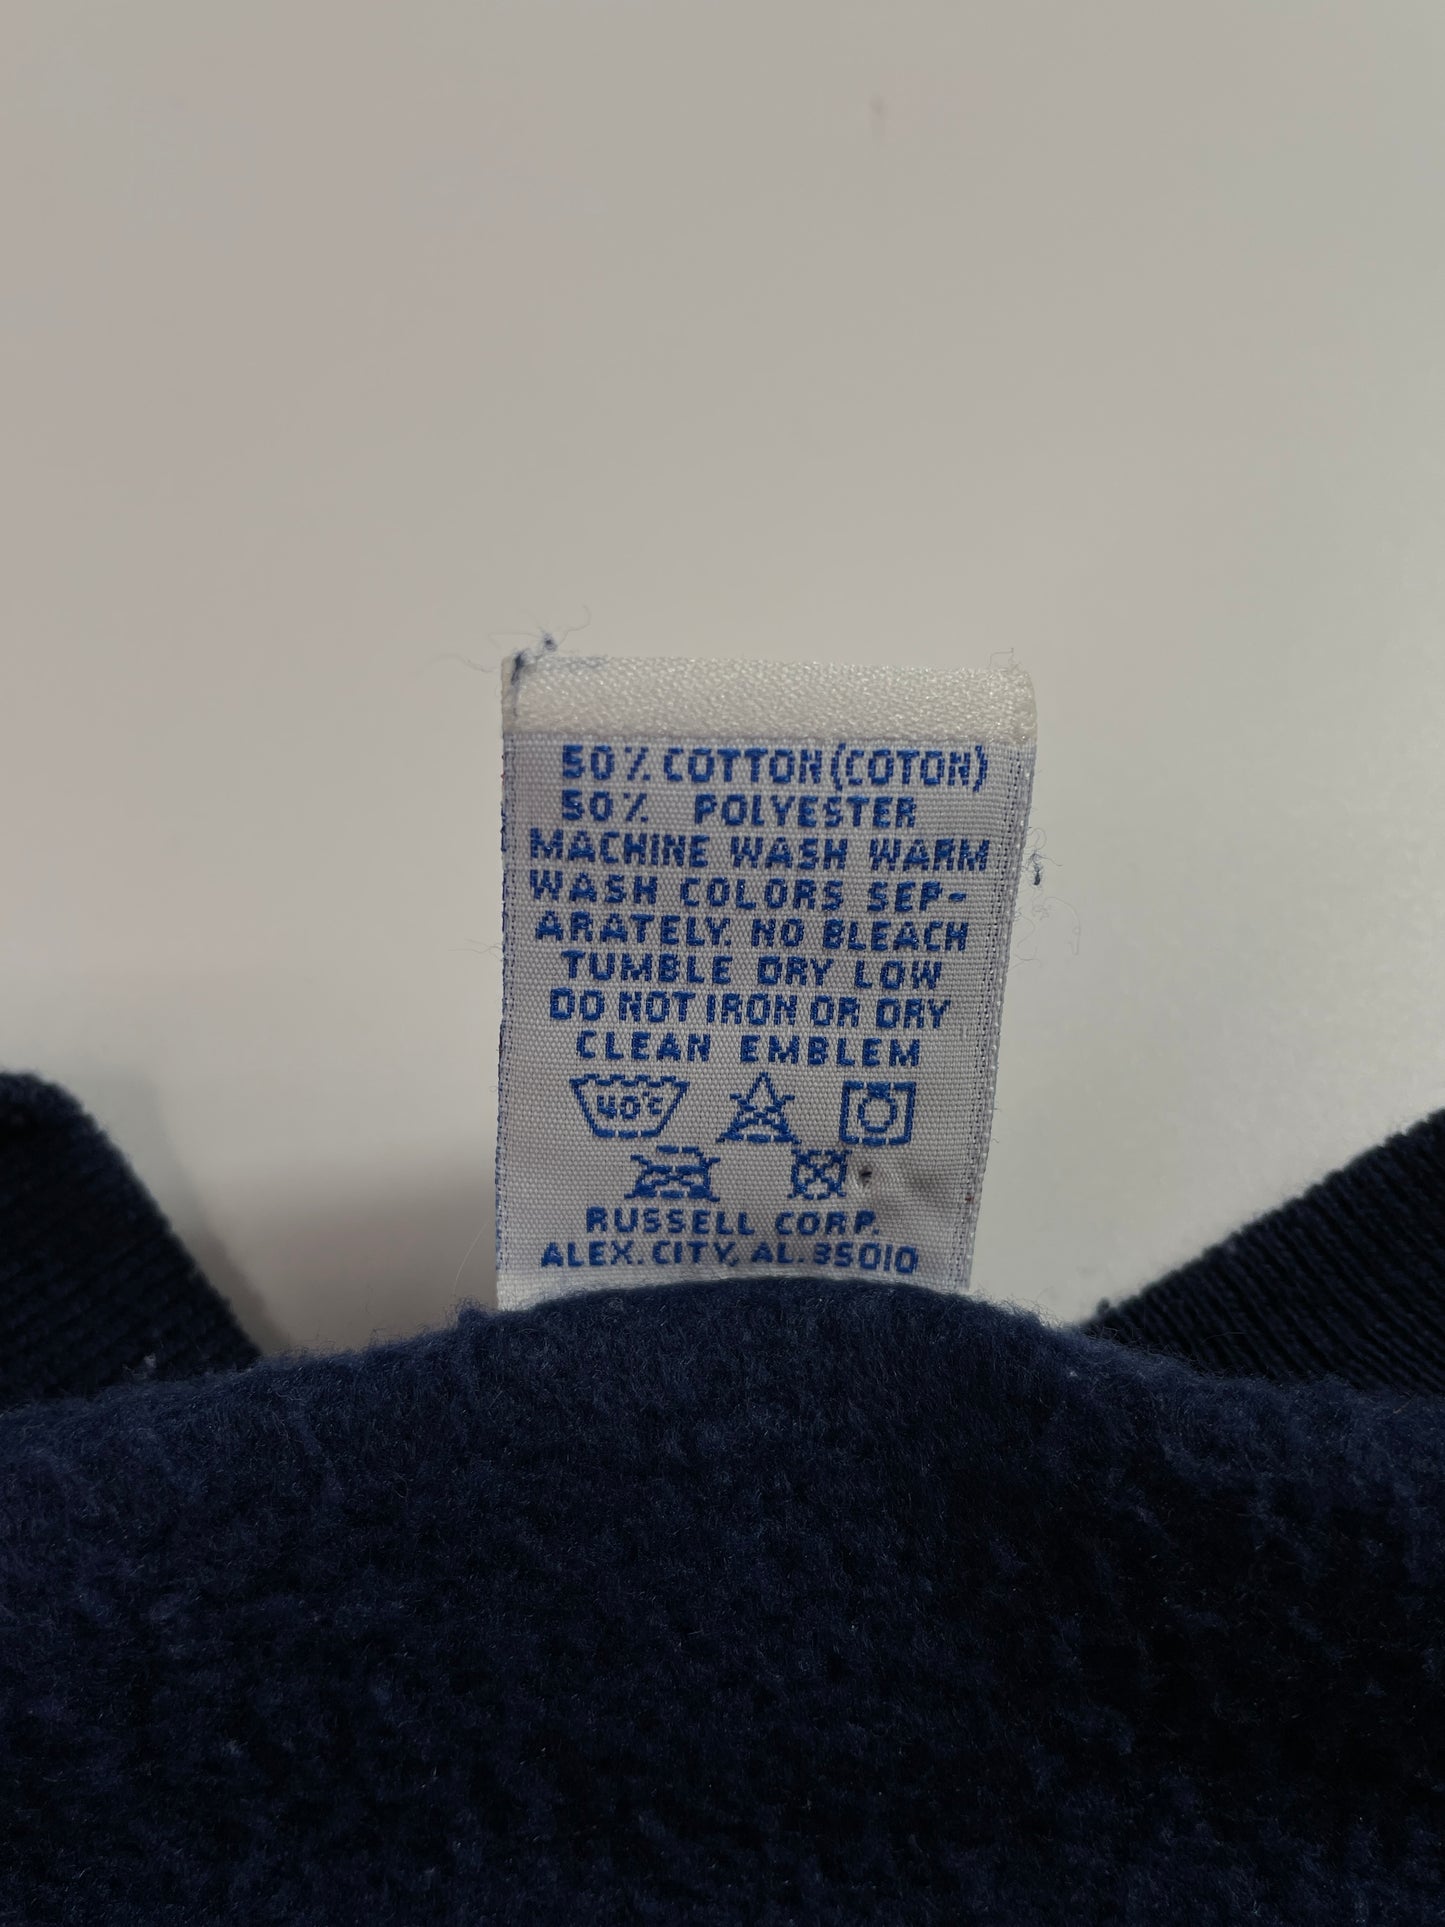 50% COTTON (COTON)
50% POLYESTER
MACHINE WASH WARM
WASH COLORS SEP-
ARATELY. NO BLEACH
TUMBLE DRY LOW
DO NOT IRON OR DRY
CLEAN EMBLEM
40°C
RUSSELL CORP.
ALEX. CITY, AL. 35010